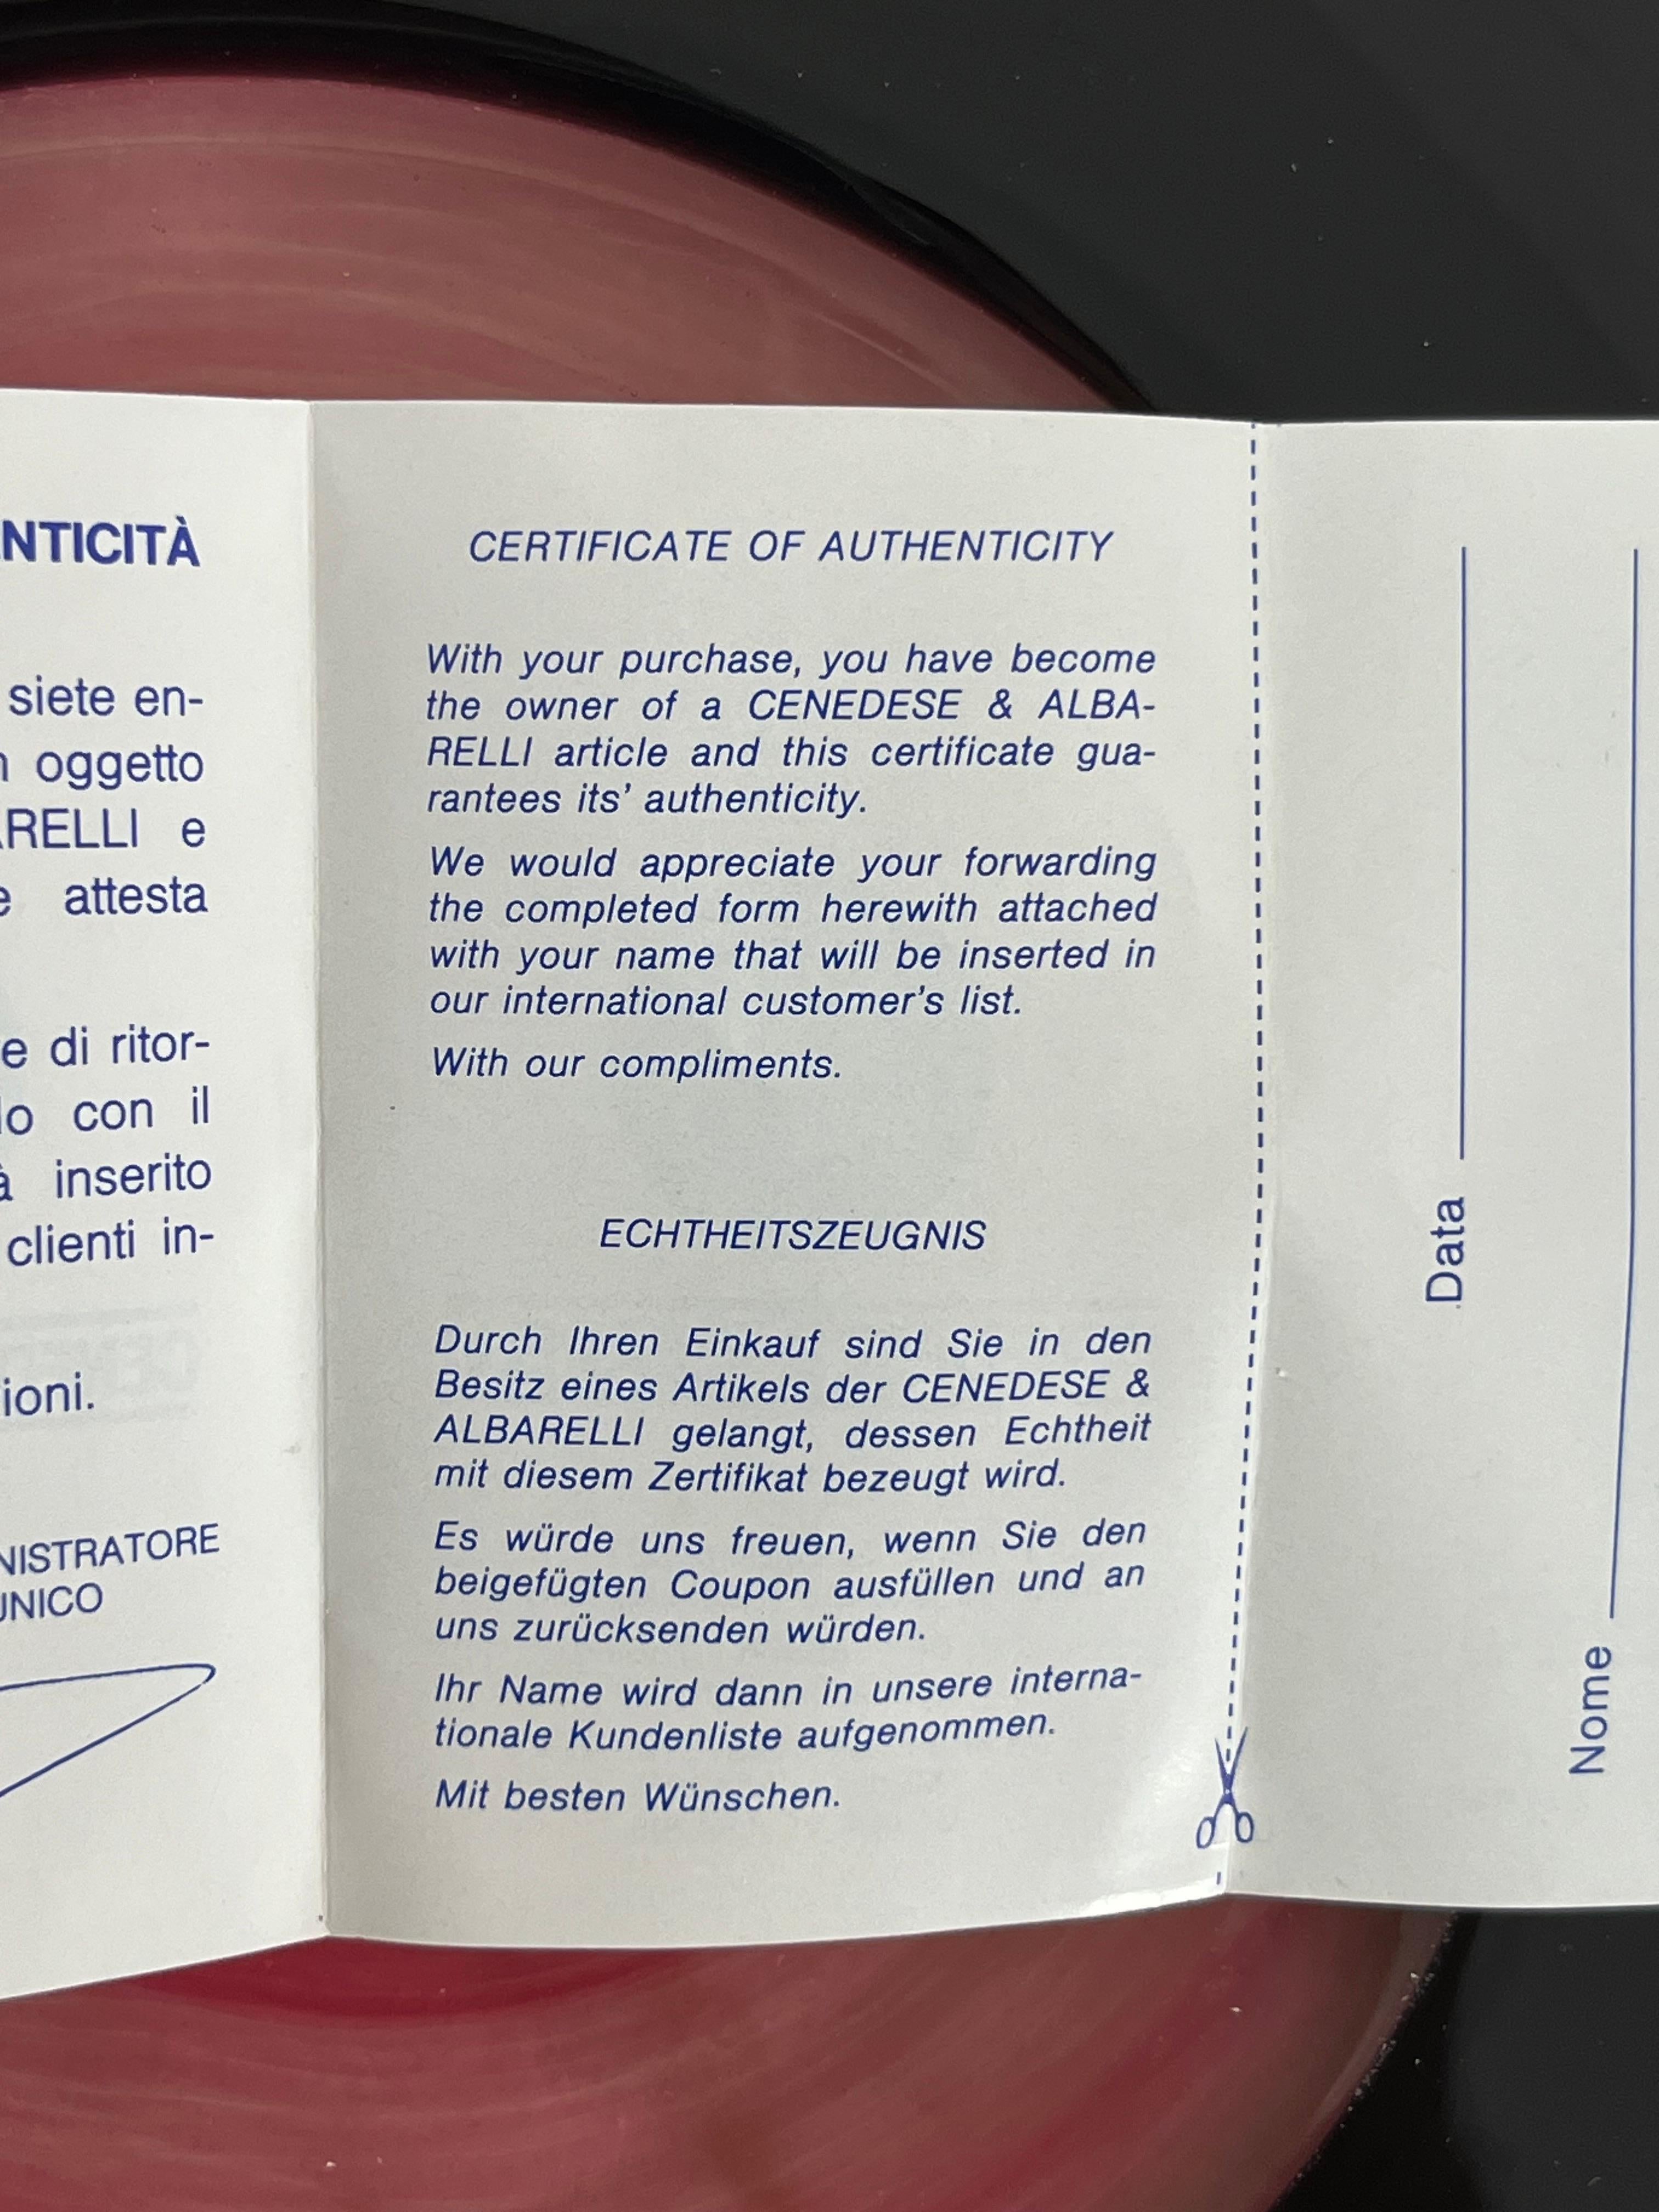 NTICITÀ
siete en-
oggetto
RELLI e
attesta
e di ritor-
con il
inserito
clienti in-
ioni.
NISTRATORE
UNICO
CERTIFICATE OF AUTHENTICITY
With your purchase, you have become
the owner of a CENEDESE & ALBA-
RELLI article and this certificate gua-
rantees its' authenticity.
We would appreciate your forwarding
the completed form herewith attached
with your name that will be inserted in
our international customer's list.
With our compliments.
ECHTHEITSZEUGNIS
Durch Ihren Einkauf sind Sie in den
Besitz eines Artikels der CENEDESE &
ALBARELLI gelangt, dessen Echtheit
mit diesem Zertifikat bezeugt wird.
Es würde uns freuen, wenn Sie den
beigefügten Coupon ausfüllen und an
uns zurücksenden würden.
Ihr Name wird dann in unsere interna-
tionale Kundenliste aufgenommen.
Mit besten Wünschen.
Data
Nome